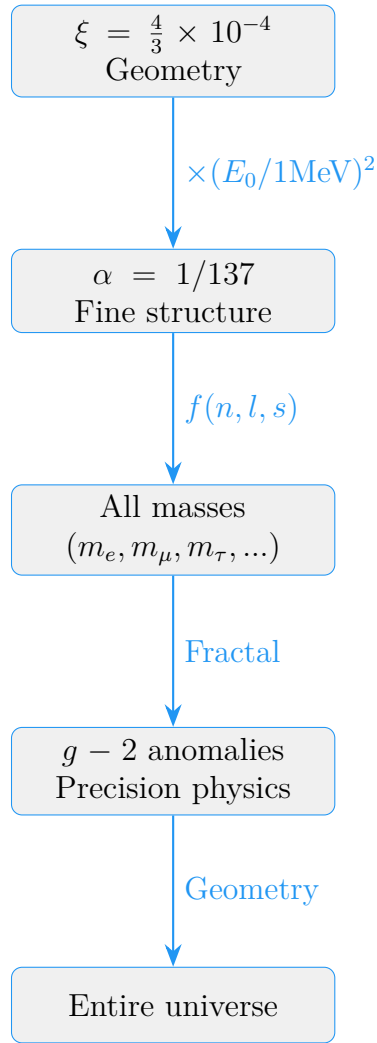 ξ = 4/3 × 10⁻⁴
Geometry
×(E₀/1MeV)²
α = 1/137
Fine structure
f(n, l, s)
All masses
(mₑ, m_μ, m_τ, ...)
Fractal
g − 2 anomalies
Precision physics
Geometry
Entire universe